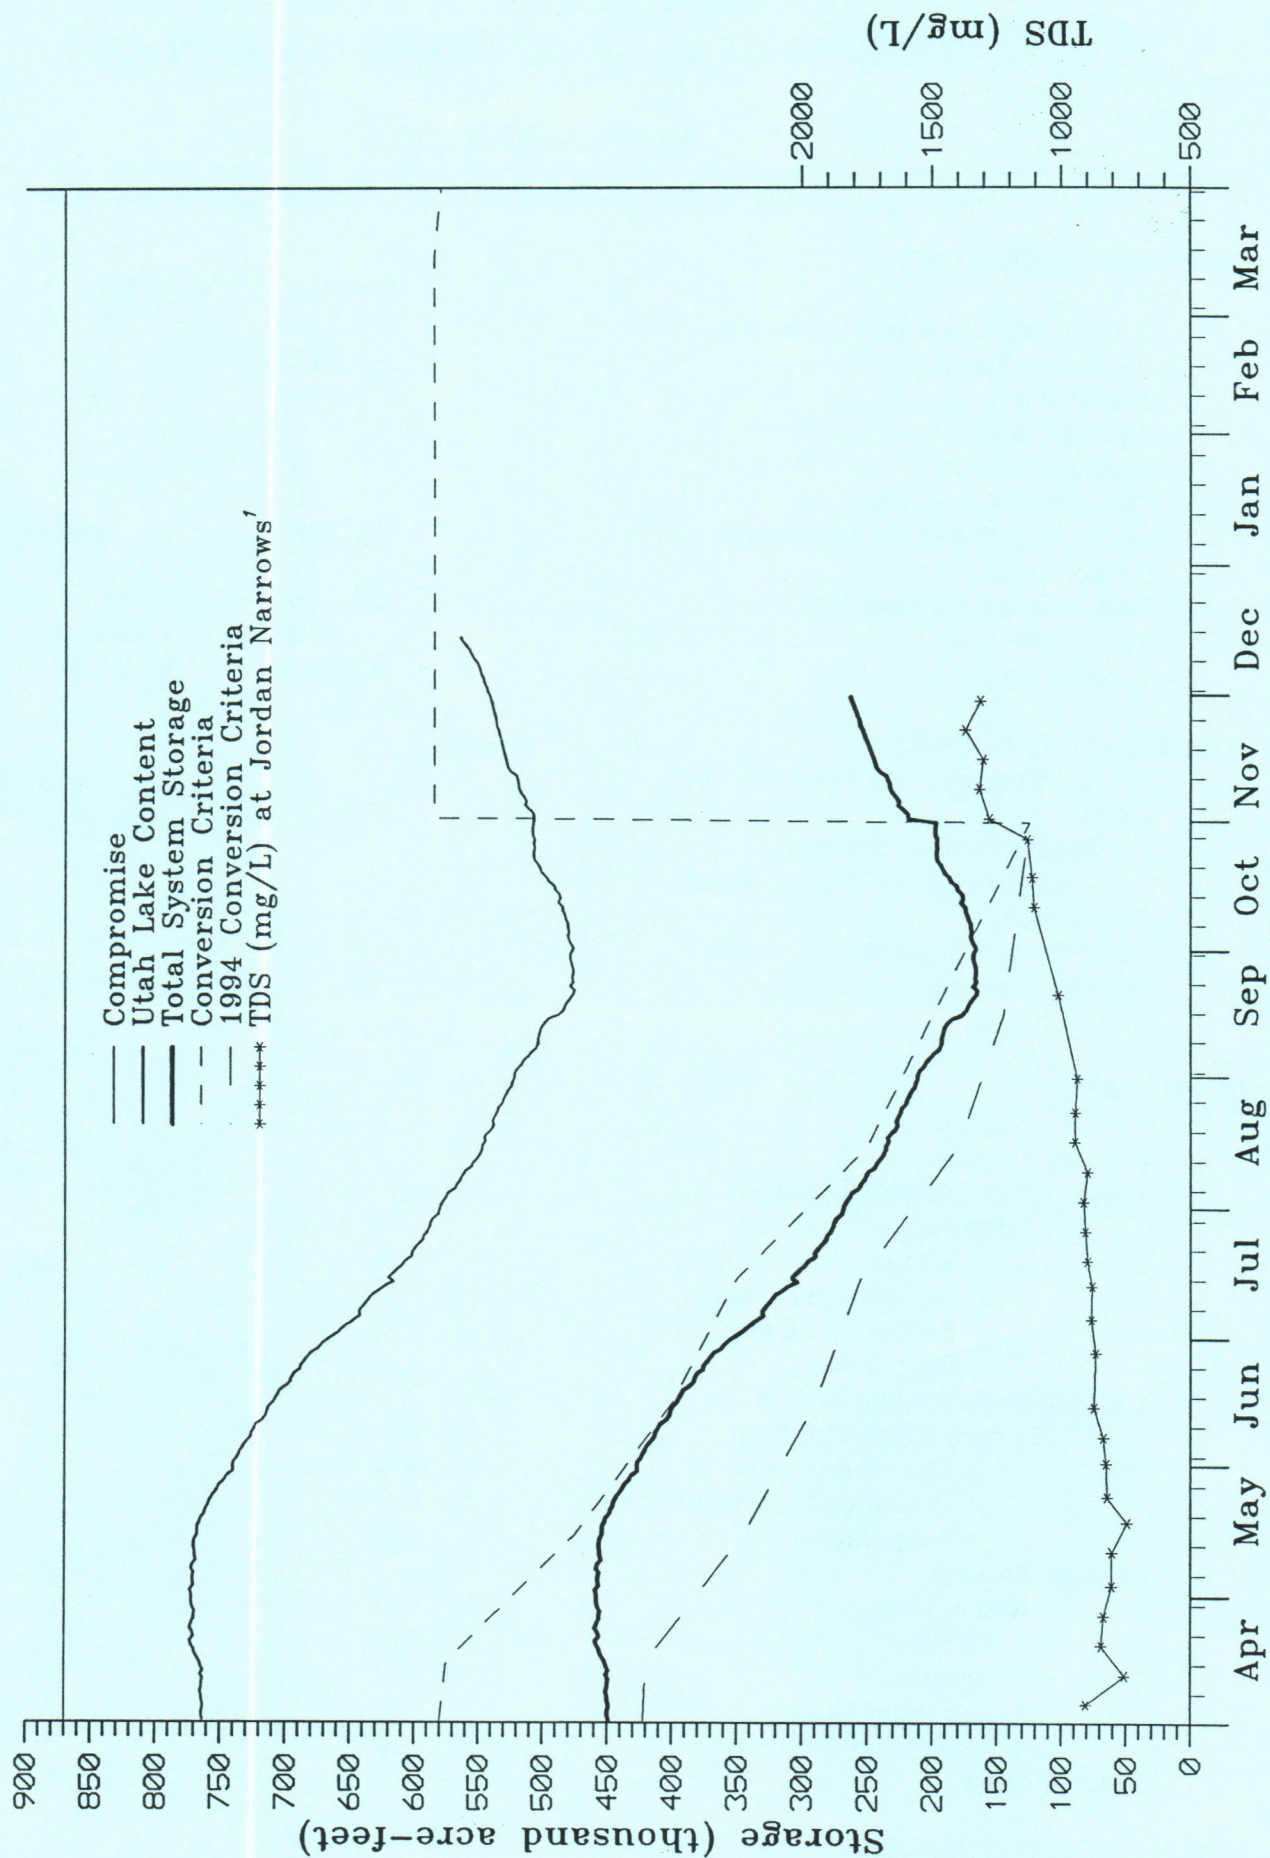 Compromise
Utah Lake Content
Total System Storage
Conversion Criteria
1994 Conversion Criteria
TDS (mg/L) at Jordan Narrows¹
Storage (thousand acre-feet)
900
850
800
750
700
650
600
550
500
450
400
350
300
250
200
150
100
50
0
Apr May Jun Jul Aug Sep Oct Nov Dec Jan Feb Mar
TDS (mg/L)
2000
1500
1000
500